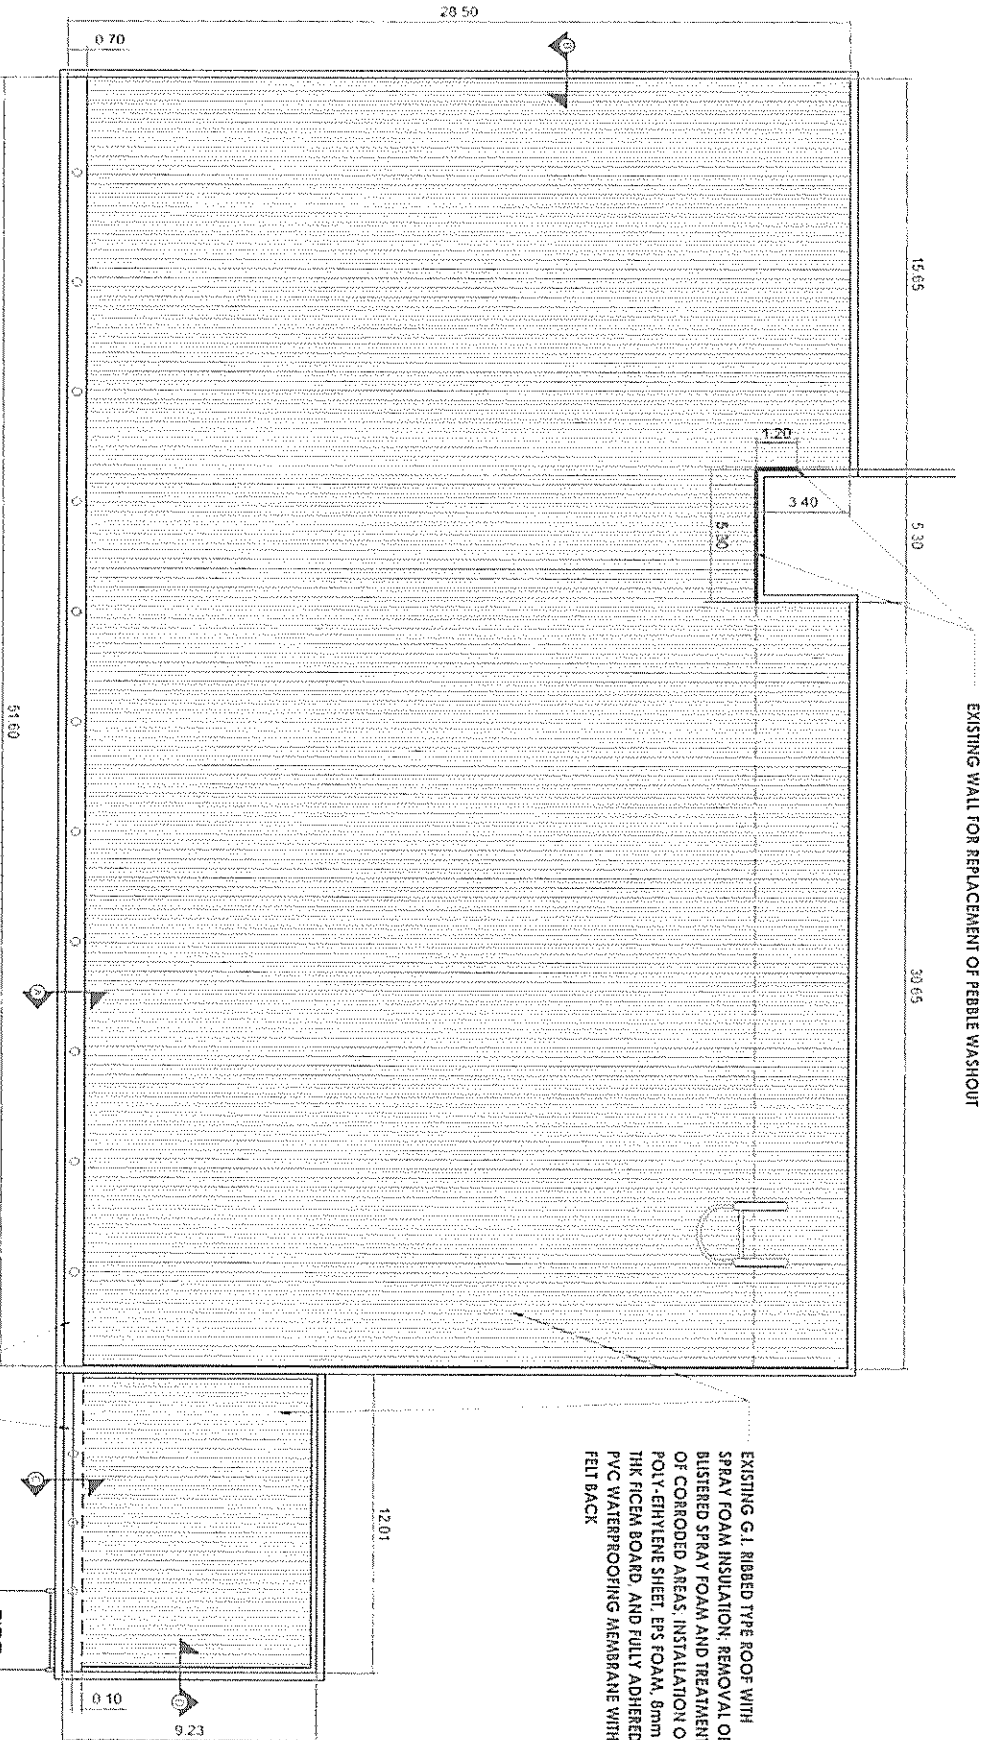 28.50
0.70
B
15.65
1.20
3.40
5.30
5.30
EXISTING WALL FOR REPLACEMENT OF PEBBLE WASHOUT
51.60
30.65
A
EXISTING G.I. RIBBED TYPE ROOF WITH
SPRAY FOAM INSULATION; REMOVAL OF
BLISTERED SPRAY FOAM AND TREATMENT
OF CORRODED AREAS; INSTALLATION O
POLY-ETHYLENE SHEET, EPS FOAM, 8mm
THK FICEM BOARD, AND FULLY ADHERED
PVC WATERPROOFING MEMBRANE WITH
FELT BACK
12.01
C
D
0.10
9.23